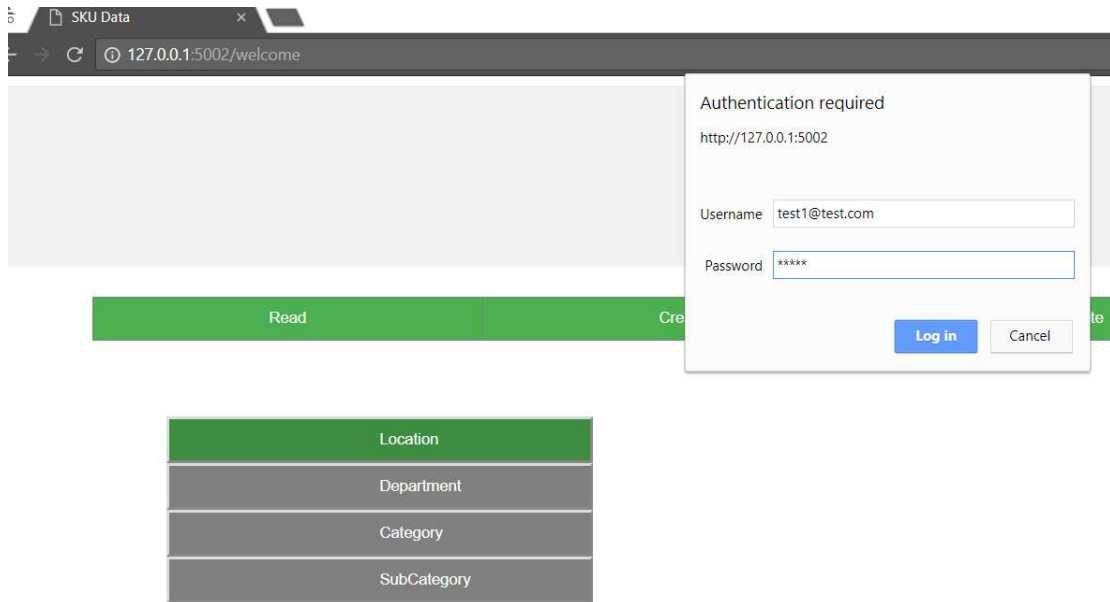 SKU Data
127.0.0.1:5002/welcome
Authentication required
http://127.0.0.1:5002
Username test1@test.com
Password *****
Log in Cancel
Read
Location
Department
Category
SubCategory